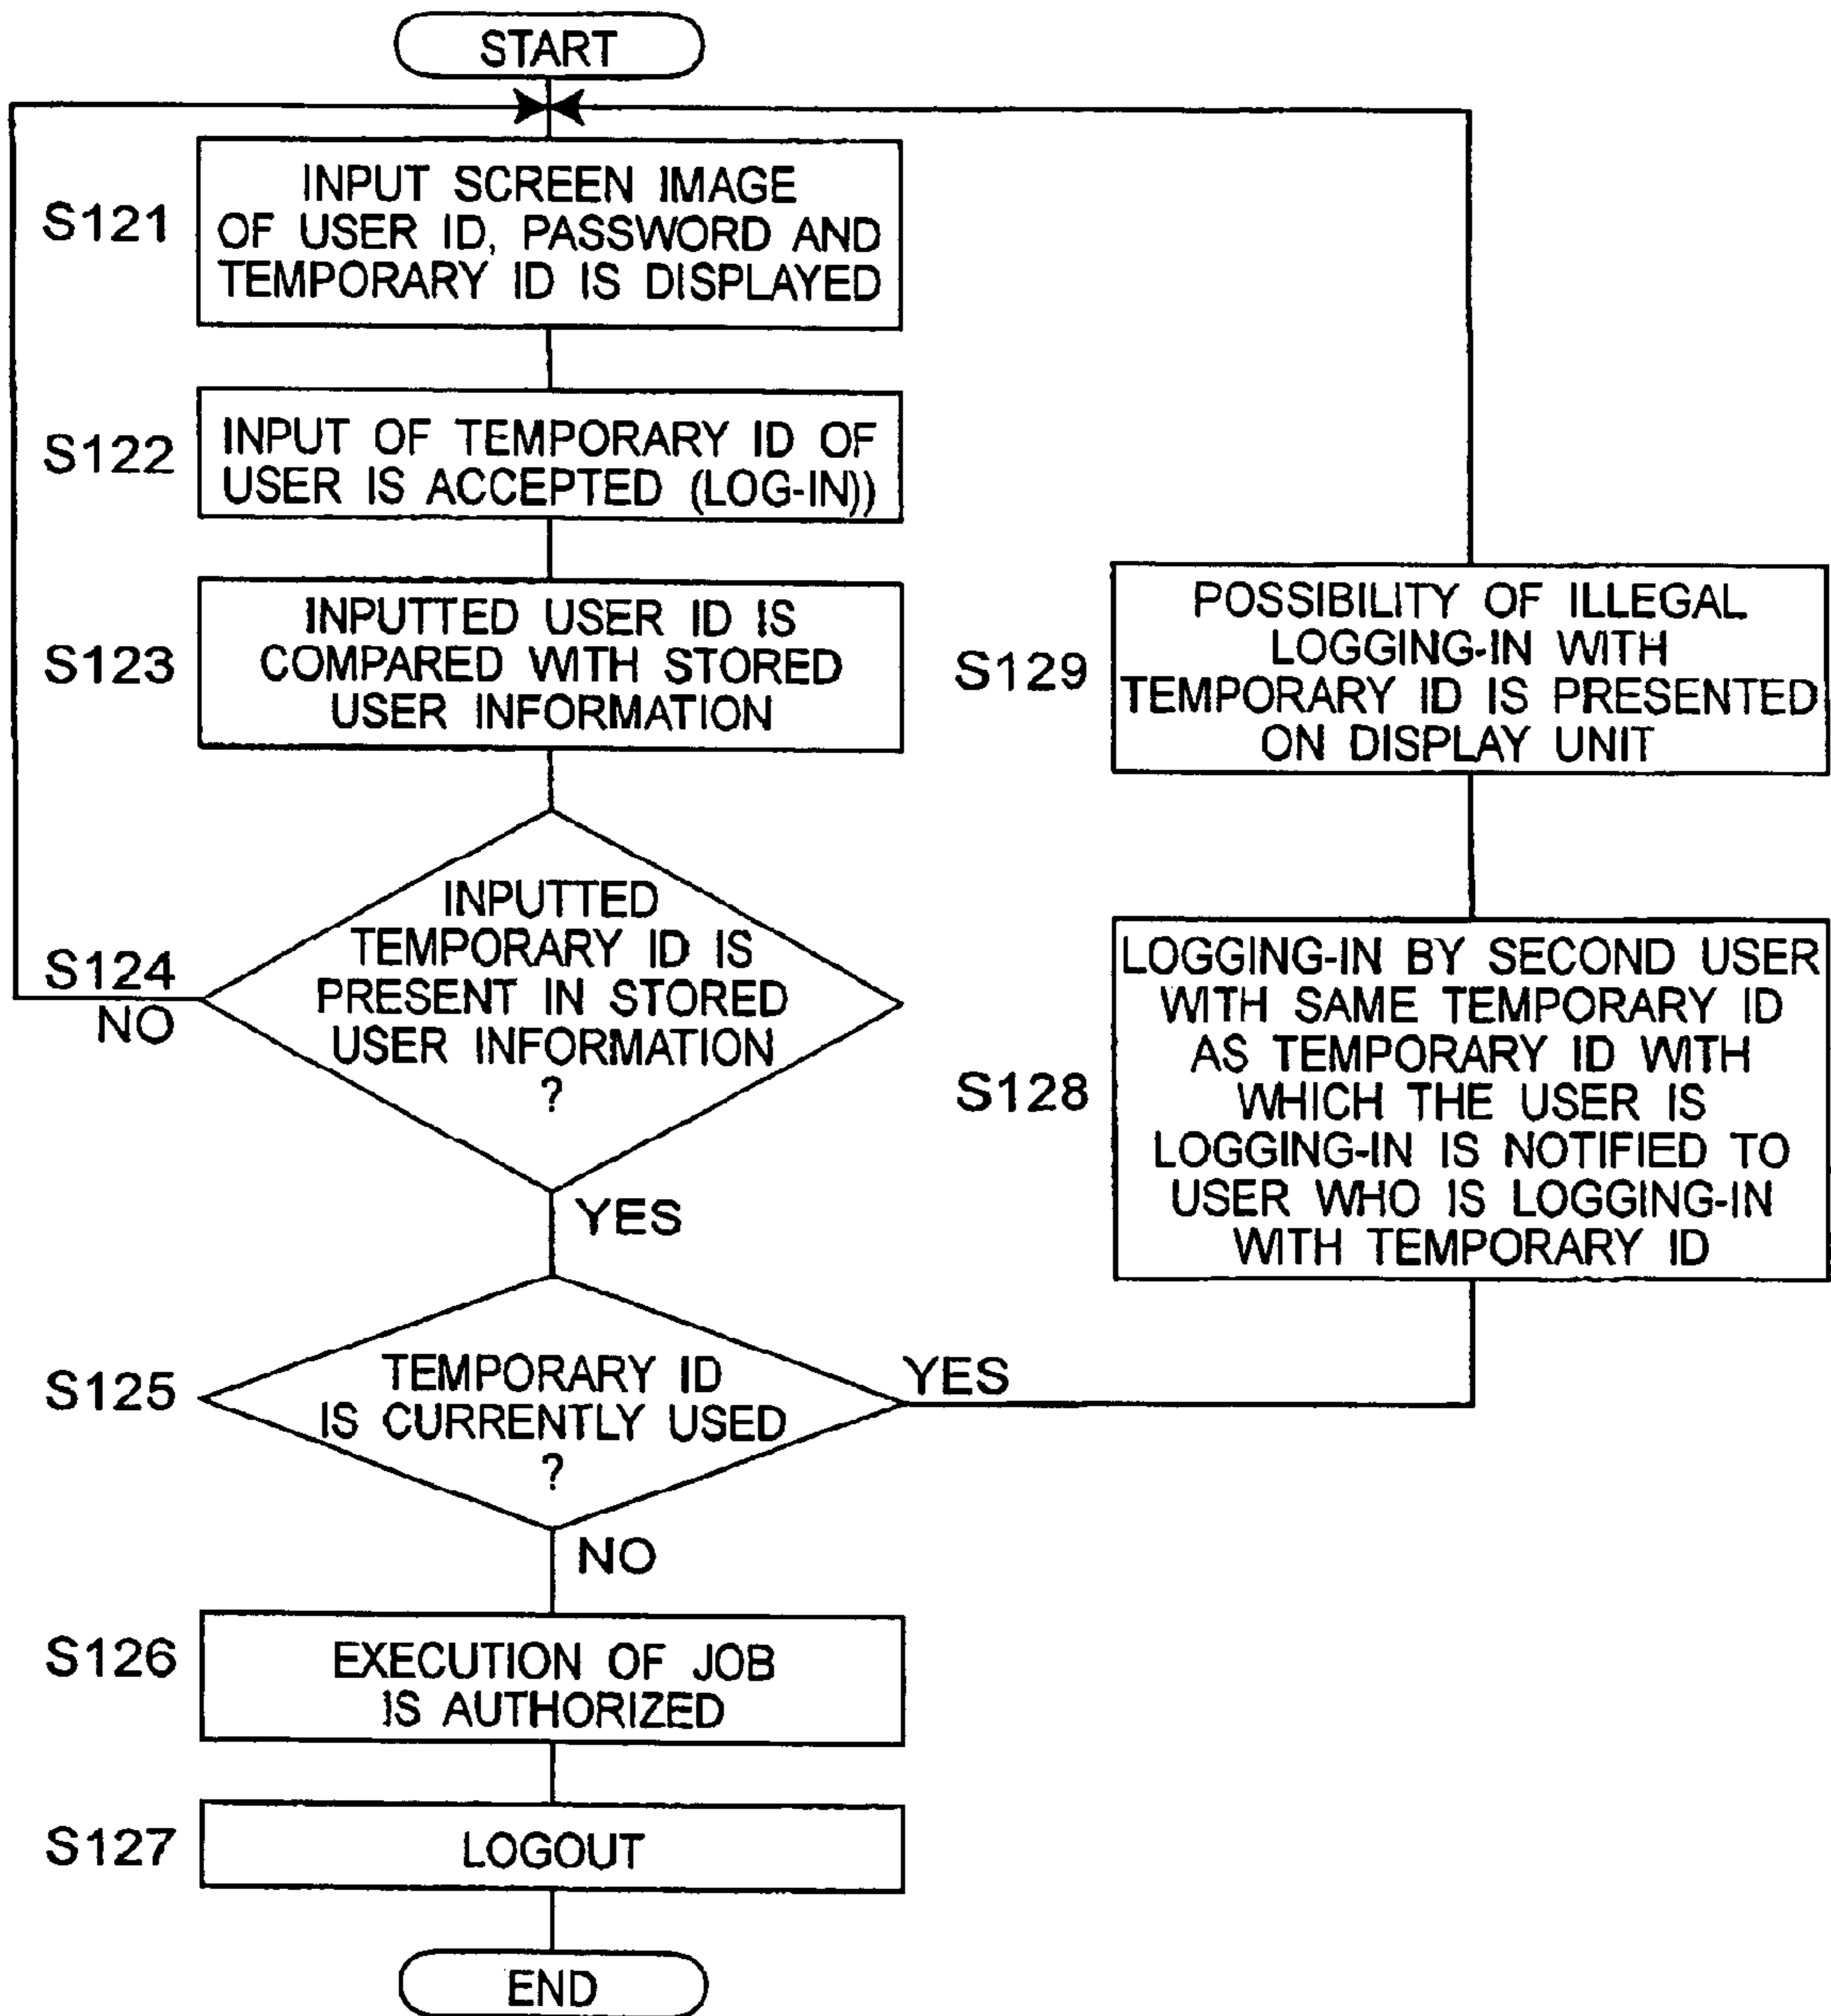 START
S121
INPUT SCREEN IMAGE
OF USER ID, PASSWORD AND
TEMPORARY ID IS DISPLAYED
S122
INPUT OF TEMPORARY ID OF
USER IS ACCEPTED (LOG-IN))
S123
INPUTTED USER ID IS
COMPARED WITH STORED
USER INFORMATION
S124
NO
INPUTTED
TEMPORARY ID IS
PRESENT IN STORED
USER INFORMATION
?
YES
S125
TEMPORARY ID
IS CURRENTLY USED
?
YES
NO
S126
EXECUTION OF JOB
IS AUTHORIZED
S127
LOGOUT
END
S129
POSSIBILITY OF ILLEGAL
LOGGING-IN WITH
TEMPORARY ID IS PRESENTED
ON DISPLAY UNIT
S128
LOGGING-IN BY SECOND USER
WITH SAME TEMPORARY ID
AS TEMPORARY ID WITH
WHICH THE USER IS
LOGGING-IN IS NOTIFIED TO
USER WHO IS LOGGING-IN
WITH TEMPORARY ID